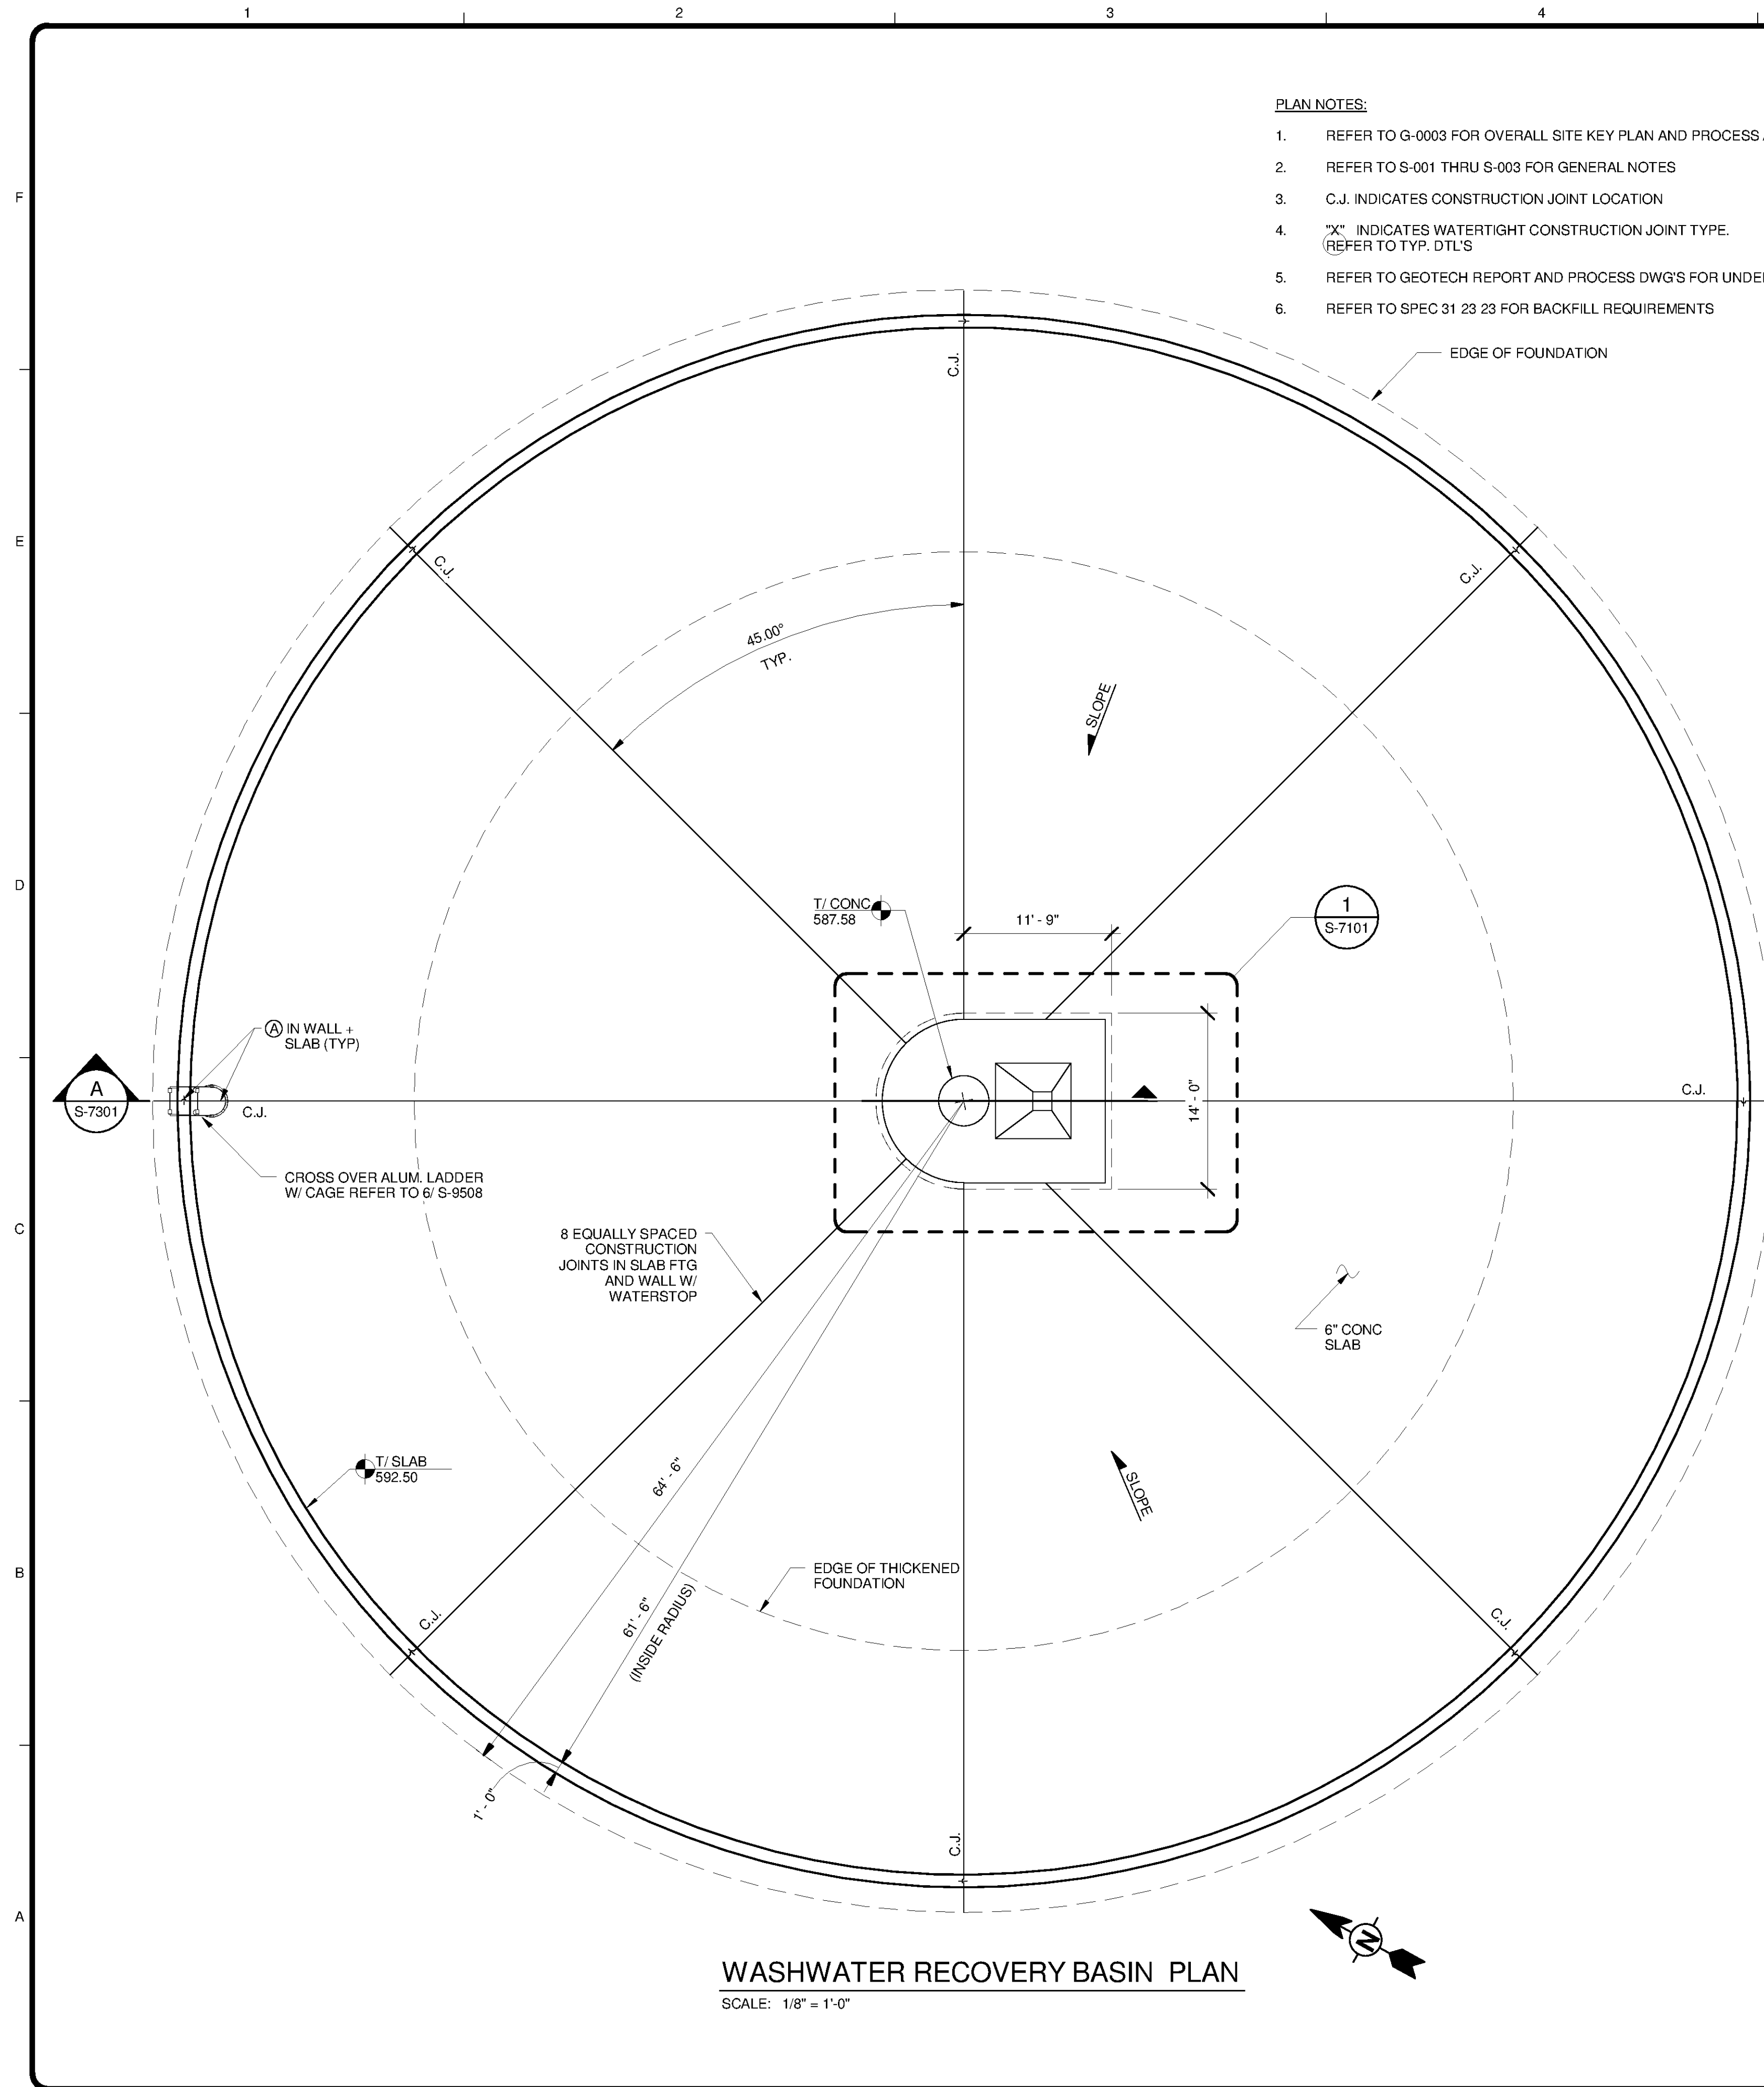 1
2
3
4
PLAN NOTES:
1. REFER TO G-0003 FOR OVERALL SITE KEY PLAN AND PROCESS
2. REFER TO S-001 THRU S-003 FOR GENERAL NOTES
3. C.J. INDICATES CONSTRUCTION JOINT LOCATION
4. "X" INDICATES WATERTIGHT CONSTRUCTION JOINT TYPE.
REFER TO TYP. DTL'S
5. REFER TO GEOTECH REPORT AND PROCESS DWG'S FOR
6. REFER TO SPEC 31 23 23 FOR BACKFILL REQUIREMENTS
F
EDGE OF FOUNDATION
C.J.
E
C.J.
C.J.
45.00°
TYP.
SLOPE
D
T/ CONC
587.58
11' - 9"
1
S-7101
A IN WALL +
SLAB (TYP)
A
S-7301
C.J.
C.J.
14' - 0"
CROSS OVER ALUM. LADDER
W/ CAGE REFER TO 6/ S-9508
C
8 EQUALLY SPACED
CONSTRUCTION
JOINTS IN SLAB FTG
AND WALL W/
WATERSTOP
6" CONC
SLAB
T/ SLAB
592.50
64' - 6"
SLOPE
B
EDGE OF THICKENED
FOUNDATION
C.J.
61' - 6"
(INSIDE RADIUS)
C.J.
1' - 0"
C.J.
A
N
WASHWATER RECOVERY BASIN PLAN
SCALE: 1/8" = 1'-0"